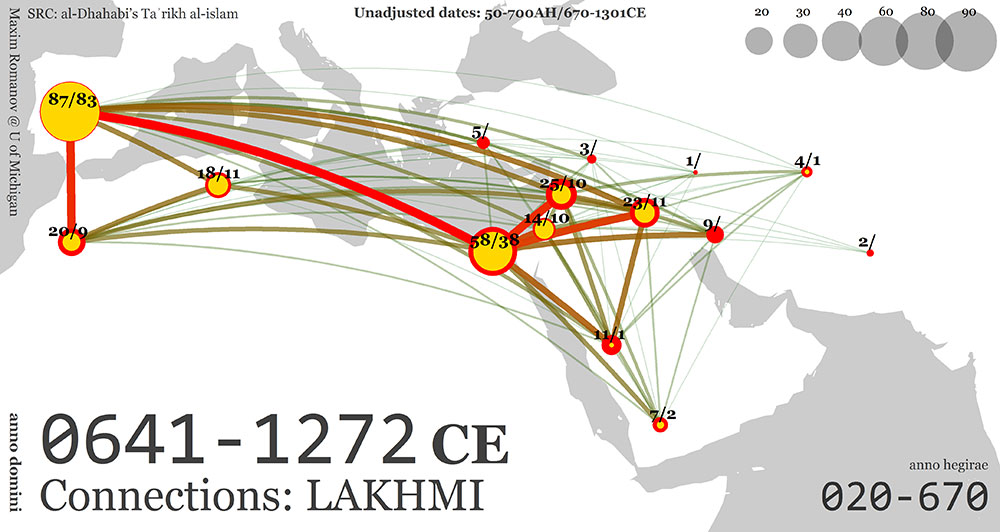 SRC: al-Dhahabi's Taʾrikh al-islam
Unadjusted dates: 50-700AH/670-1301CE
20 30 40 60 80 90
Maxim Romanov @ U of Michigan
87/83
5/
3/
1/
4/1
18/11
25/10
23/11
14/10
20/9
58/38
9/
2/
11/1
7/2
anno domini
0641-1272 CE
Connections: LAKHMI
anno hegirae
020-670